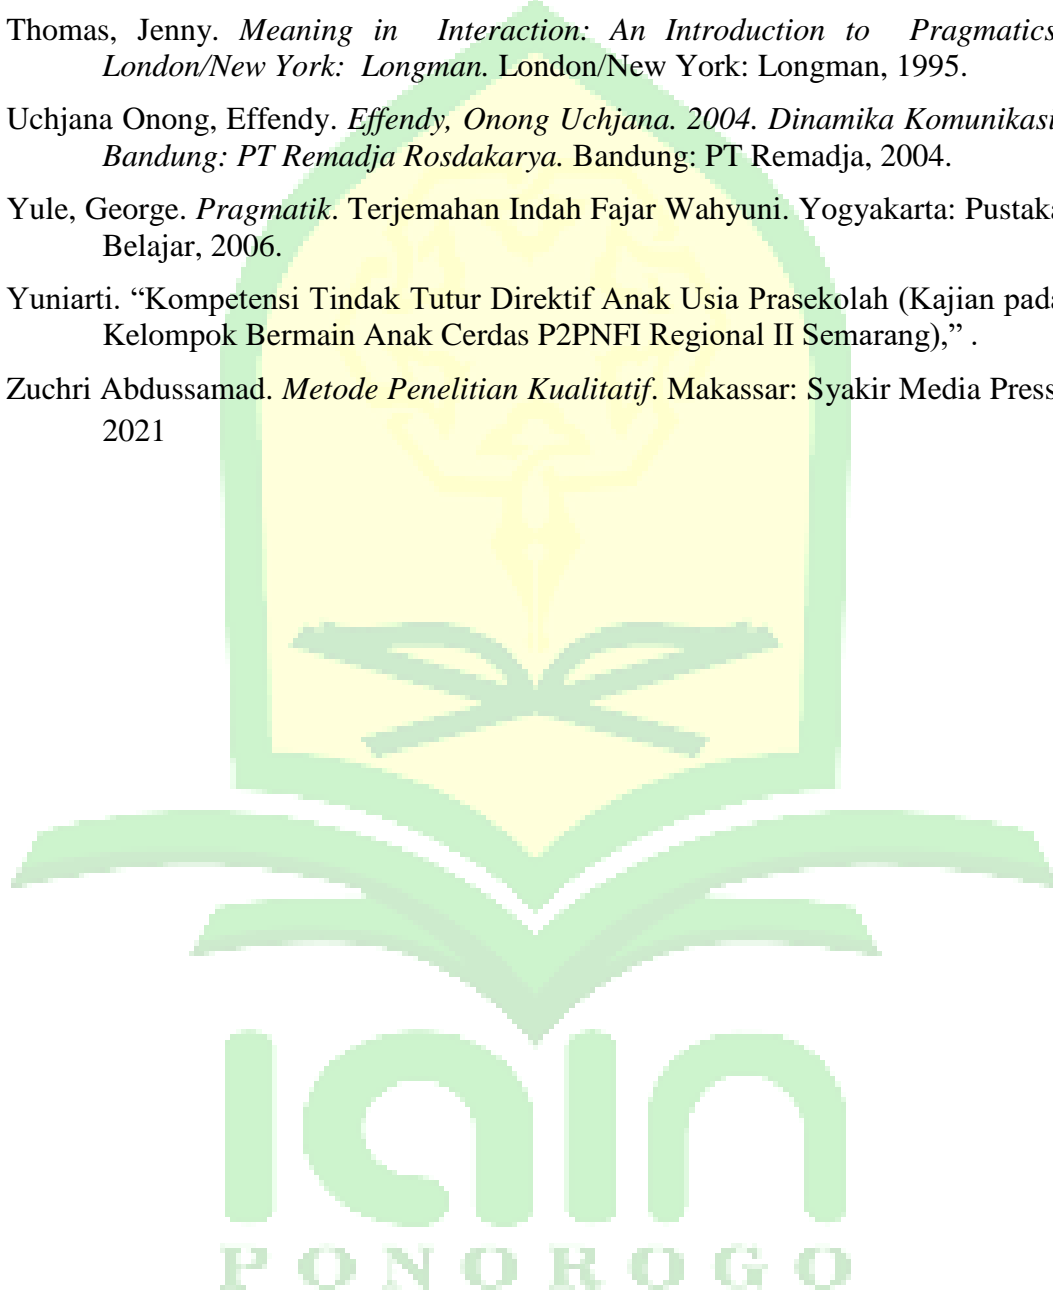 Thomas, Jenny. Meaning in Interaction: An Introduction to Pragmatics
London/New York: Longman. London/New York: Longman, 1995.
Uchjana Onong, Effendy. Effendy, Onong Uchjana. 2004. Dinamika Komunikasi
Bandung: PT Remadja Rosdakarya. Bandung: PT Remadja, 2004.
Yule, George. Pragmatik. Terjemahan Indah Fajar Wahyuni. Yogyakarta: Pustaka
Belajar, 2006.
Yuniarti. “Kompetensi Tindak Tutur Direktif Anak Usia Prasekolah (Kajian pada
Kelompok Bermain Anak Cerdas P2PNFI Regional II Semarang),” .
Zuchri Abdussamad. Metode Penelitian Kualitatif. Makassar: Syakir Media Press
2021
iain
PONOROGO